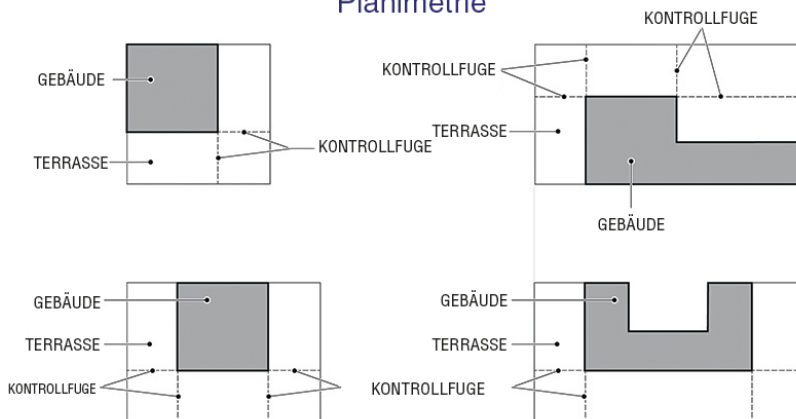 Planimetrie
GEBÄUDE
TERRASSE
KONTROLLFUGE
KONTROLLFUGE
KONTROLLFUGE
TERRASSE
GEBÄUDE
GEBÄUDE
TERRASSE
KONTROLLFUGE
GEBÄUDE
TERRASSE
KONTROLLFUGE